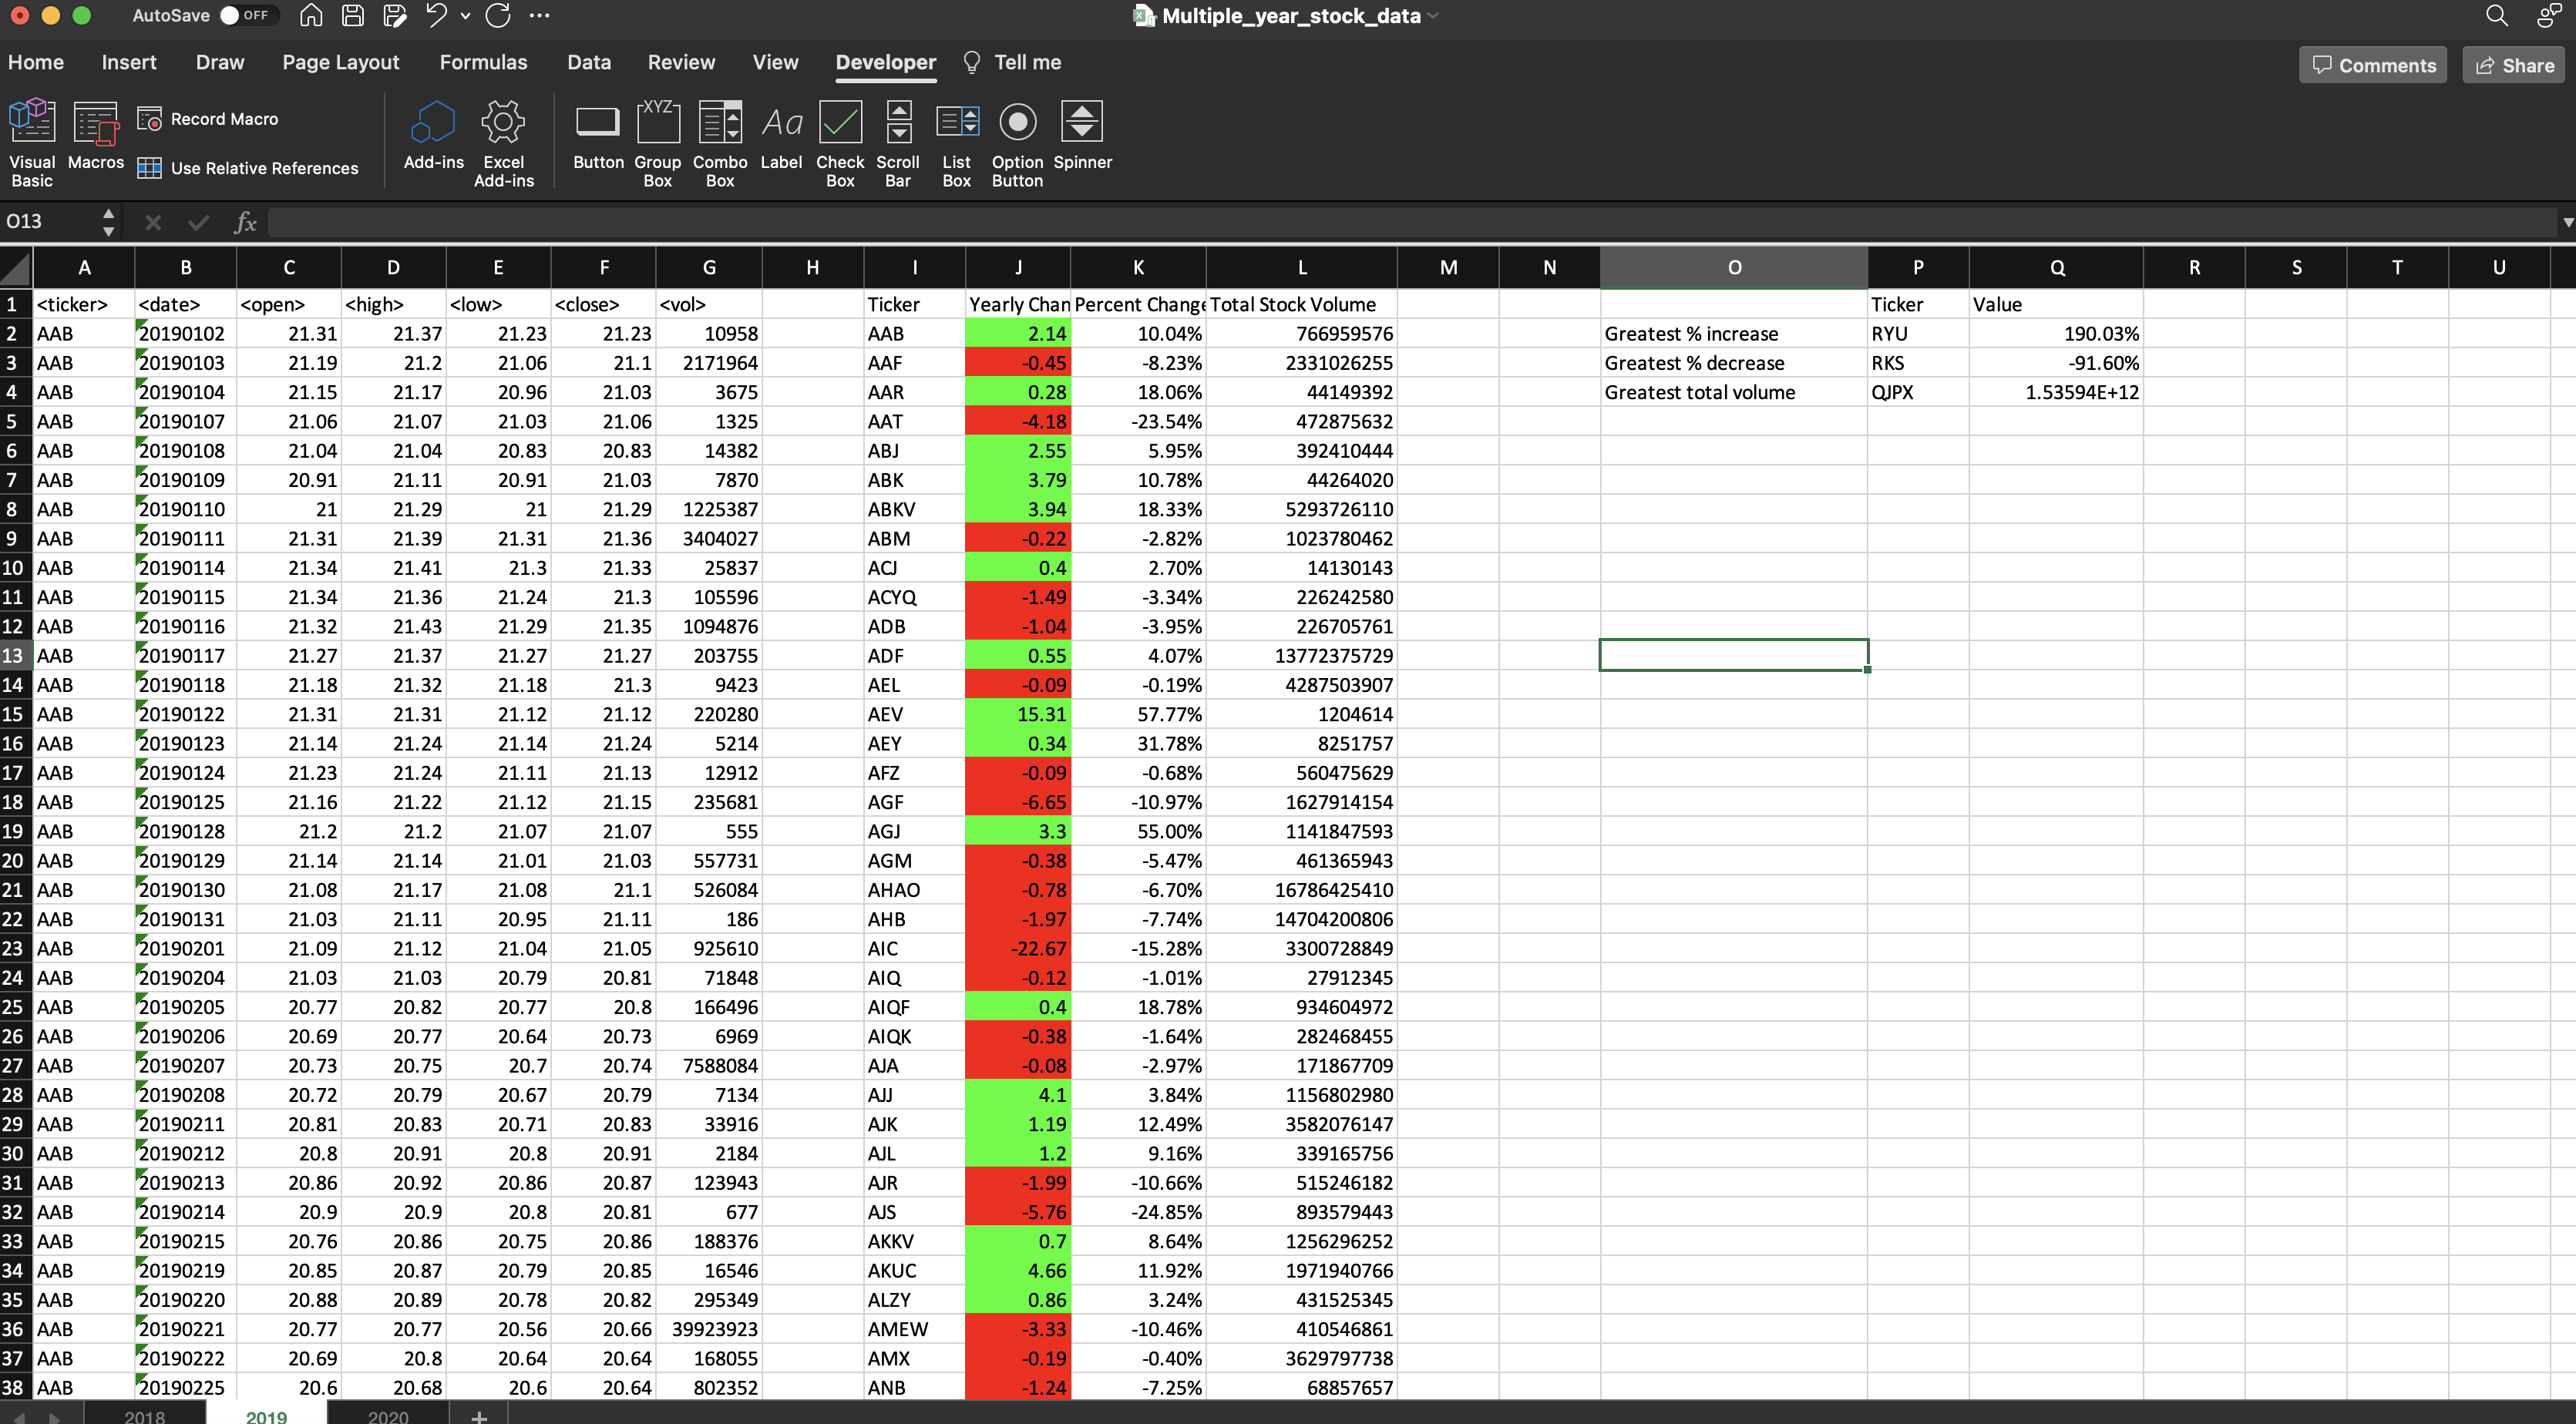 AutoSave OFF Multiple_year_stock_data
Home Insert Draw Page Layout Formulas Data Review View Developer Tell me Comments Share
Visual Basic Macros Record Macro Use Relative References Add-ins Excel Add-ins Button Group Box Combo Box Label Check Box Scroll Bar List Box Option Button Spinner
O13 fx
A B C D E F G H I J K L M N O P Q R S T U
1 <ticker> <date> <open> <high> <low> <close> <vol> Ticker Yearly Chan Percent Change Total Stock Volume Ticker Value
2 AAB 20190102 21.31 21.37 21.23 21.23 10958 AAB 2.14 10.04% 766959576 Greatest % increase RYU 190.03%
3 AAB 20190103 21.19 21.2 21.06 21.1 2171964 AAF -0.45 -8.23% 2331026255 Greatest % decrease RKS -91.60%
4 AAB 20190104 21.15 21.17 20.96 21.03 3675 AAR 0.28 18.06% 44149392 Greatest total volume QJPX 1.53594E+12
5 AAB 20190107 21.06 21.07 21.03 21.06 1325 AAT -4.18 -23.54% 472875632
6 AAB 20190108 21.04 21.04 20.83 20.83 14382 ABJ 2.55 5.95% 392410444
7 AAB 20190109 20.91 21.11 20.91 21.03 7870 ABK 3.79 10.78% 44264020
8 AAB 20190110 21 21.29 21 21.29 1225387 ABKV 3.94 18.33% 5293726110
9 AAB 20190111 21.31 21.39 21.31 21.36 3404027 ABM -0.22 -2.82% 1023780462
10 AAB 20190114 21.34 21.41 21.3 21.33 25837 ACJ 0.4 2.70% 14130143
11 AAB 20190115 21.34 21.36 21.24 21.3 105596 ACYQ -1.49 -3.34% 226242580
12 AAB 20190116 21.32 21.43 21.29 21.35 1094876 ADB -1.04 -3.95% 226705761
13 AAB 20190117 21.27 21.37 21.27 21.27 203755 ADF 0.55 4.07% 13772375729
14 AAB 20190118 21.18 21.32 21.18 21.3 9423 AEL -0.09 -0.19% 4287503907
15 AAB 20190122 21.31 21.31 21.12 21.12 220280 AEV 15.31 57.77% 1204614
16 AAB 20190123 21.14 21.24 21.14 21.24 5214 AEY 0.34 31.78% 8251757
17 AAB 20190124 21.23 21.24 21.11 21.13 12912 AFZ -0.09 -0.68% 560475629
18 AAB 20190125 21.16 21.22 21.12 21.15 235681 AGF -6.65 -10.97% 1627914154
19 AAB 20190128 21.2 21.2 21.07 21.07 555 AGJ 3.3 55.00% 1141847593
20 AAB 20190129 21.14 21.14 21.01 21.03 557731 AGM -0.38 -5.47% 461365943
21 AAB 20190130 21.08 21.17 21.08 21.1 526084 AHAO -0.78 -6.70% 16786425410
22 AAB 20190131 21.03 21.11 20.95 21.11 186 AHB -1.97 -7.74% 14704200806
23 AAB 20190201 21.09 21.12 21.04 21.05 925610 AIC -22.67 -15.28% 3300728849
24 AAB 20190204 21.03 21.03 20.79 20.81 71848 AIQ -0.12 -1.01% 27912345
25 AAB 20190205 20.77 20.82 20.77 20.8 166496 AIQF 0.4 18.78% 934604972
26 AAB 20190206 20.69 20.77 20.64 20.73 6969 AIQK -0.38 -1.64% 282468455
27 AAB 20190207 20.73 20.75 20.7 20.74 7588084 AJA -0.08 -2.97% 171867709
28 AAB 20190208 20.72 20.79 20.67 20.79 7134 AJJ 4.1 3.84% 1156802980
29 AAB 20190211 20.81 20.83 20.71 20.83 33916 AJK 1.19 12.49% 3582076147
30 AAB 20190212 20.8 20.91 20.8 20.91 2184 AJL 1.2 9.16% 339165756
31 AAB 20190213 20.86 20.92 20.86 20.87 123943 AJR -1.99 -10.66% 515246182
32 AAB 20190214 20.9 20.9 20.8 20.81 677 AJS -5.76 -24.85% 893579443
33 AAB 20190215 20.76 20.86 20.75 20.86 188376 AKKV 0.7 8.64% 1256296252
34 AAB 20190219 20.85 20.87 20.79 20.85 16546 AKUC 4.66 11.92% 1971940766
35 AAB 20190220 20.88 20.89 20.78 20.82 295349 ALZY 0.86 3.24% 431525345
36 AAB 20190221 20.77 20.77 20.56 20.66 39923923 AMEW -3.33 -10.46% 410546861
37 AAB 20190222 20.69 20.8 20.64 20.64 168055 AMX -0.19 -0.40% 3629797738
38 AAB 20190225 20.6 20.68 20.6 20.64 802352 ANB -1.24 -7.25% 68857657
2018 2019 2020 +